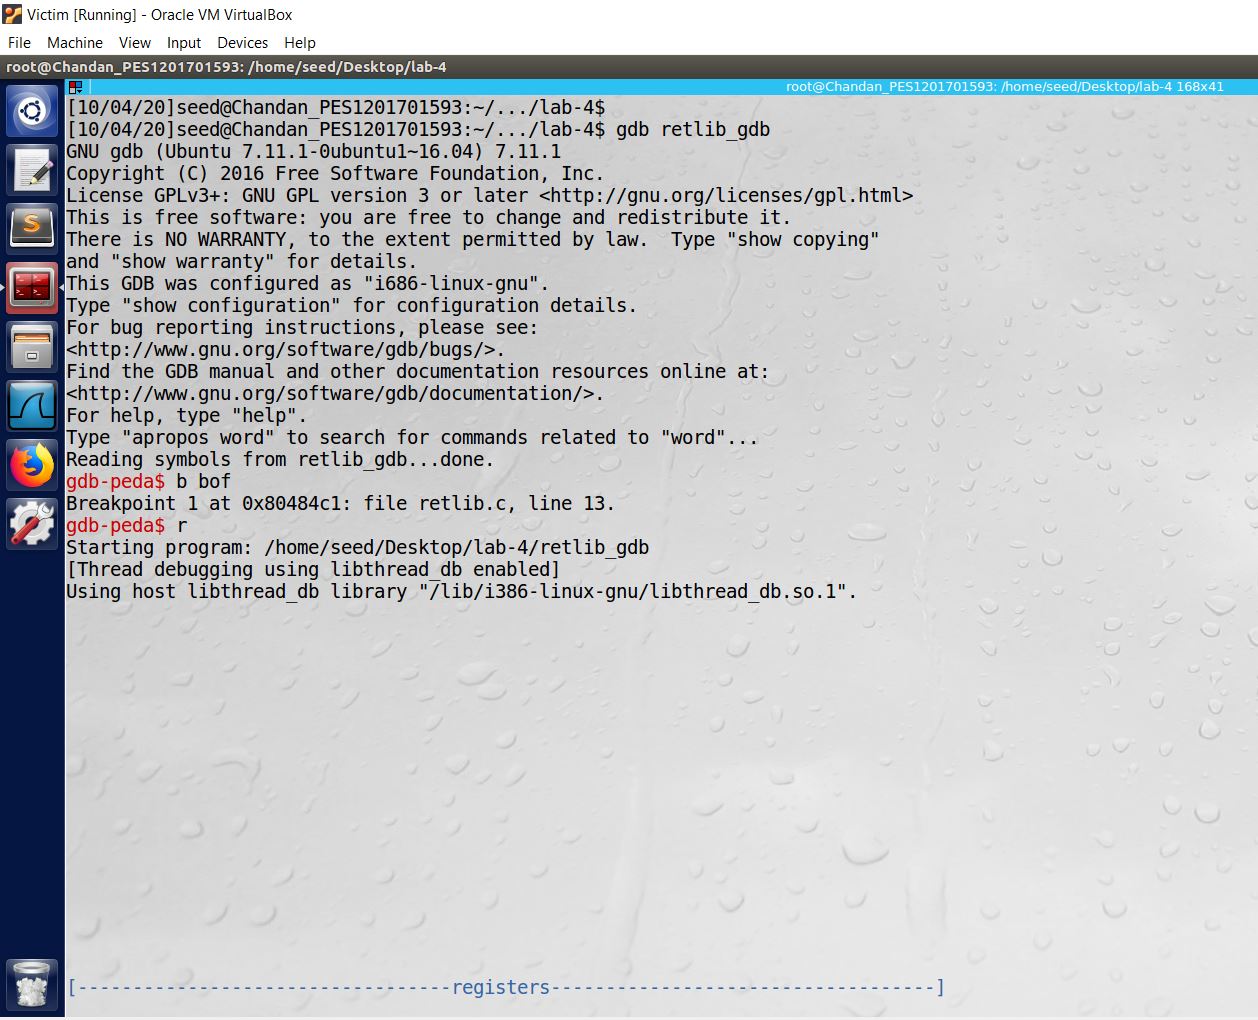 Victim [Running] - Oracle VM VirtualBox
File Machine View Input Devices Help
root@Chandan_PES1201701593: /home/seed/Desktop/lab-4
root@Chandan_PES1201701593: /home/seed/Desktop/lab-4 168x41
[10/04/20]seed@Chandan_PES1201701593:~/.../lab-4$
[10/04/20]seed@Chandan_PES1201701593:~/.../lab-4$ gdb retlib_gdb
GNU gdb (Ubuntu 7.11.1-0ubuntu1~16.04) 7.11.1
Copyright (C) 2016 Free Software Foundation, Inc.
License GPLv3+: GNU GPL version 3 or later <http://gnu.org/licenses/gpl.html>
This is free software: you are free to change and redistribute it.
There is NO WARRANTY, to the extent permitted by law.  Type "show copying"
and "show warranty" for details.
This GDB was configured as "i686-linux-gnu".
Type "show configuration" for configuration details.
For bug reporting instructions, please see:
<http://www.gnu.org/software/gdb/bugs/>.
Find the GDB manual and other documentation resources online at:
<http://www.gnu.org/software/gdb/documentation/>.
For help, type "help".
Type "apropos word" to search for commands related to "word"...
Reading symbols from retlib_gdb...done.
gdb-peda$ b bof
Breakpoint 1 at 0x80484c1: file retlib.c, line 13.
gdb-peda$ r
Starting program: /home/seed/Desktop/lab-4/retlib_gdb
[Thread debugging using libthread_db enabled]
Using host libthread_db library "/lib/i386-linux-gnu/libthread_db.so.1".
[----------------------------------registers-----------------------------------]